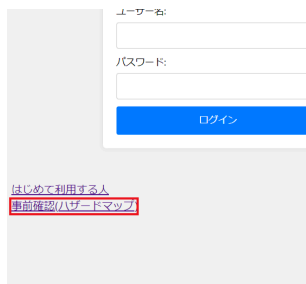 ユーザー名:
パスワード:
ログイン
はじめて利用する人
事前確認(ハザードマップ)